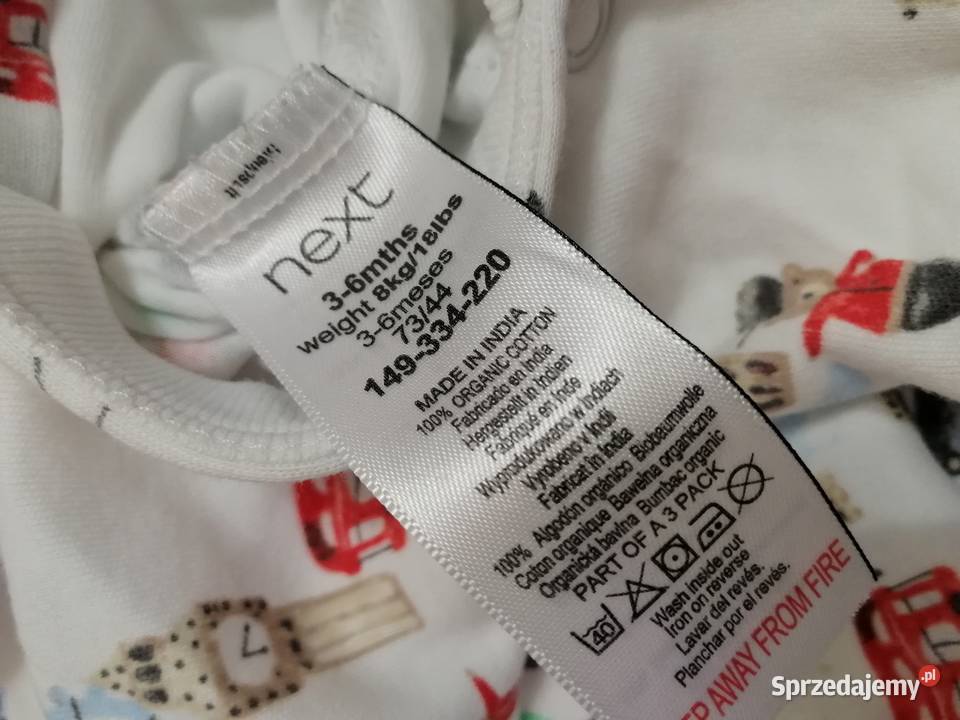 next
3-6mths
weight 8kg/18lbs
3-6meses
73/44
149-334-220
MADE IN INDIA
100% ORGANIC COTTON
Fabricado en India
Hergestellt in Indien
Fabriqué en Inde
Wyprodukowano w Indiach
Vyrobeno v Indii
Fabricat in India
100% Algodón orgánico Biobaumwolle
Coton organique Bawełna organiczna
Organická bavlna Bumbac organic
PART OF A 3 PACK
40
Wash inside out
Iron on reverse
Lavar del revés.
Planchar por el revés.
AWAY FROM FIRE
Sprzedajemy.pl